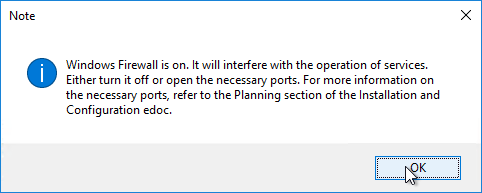 Note
Windows Firewall is on. It will interfere with the operation of services.
Either turn it off or open the necessary ports. For more information on
the necessary ports, refer to the Planning section of the Installation and
Configuration edoc.
OK